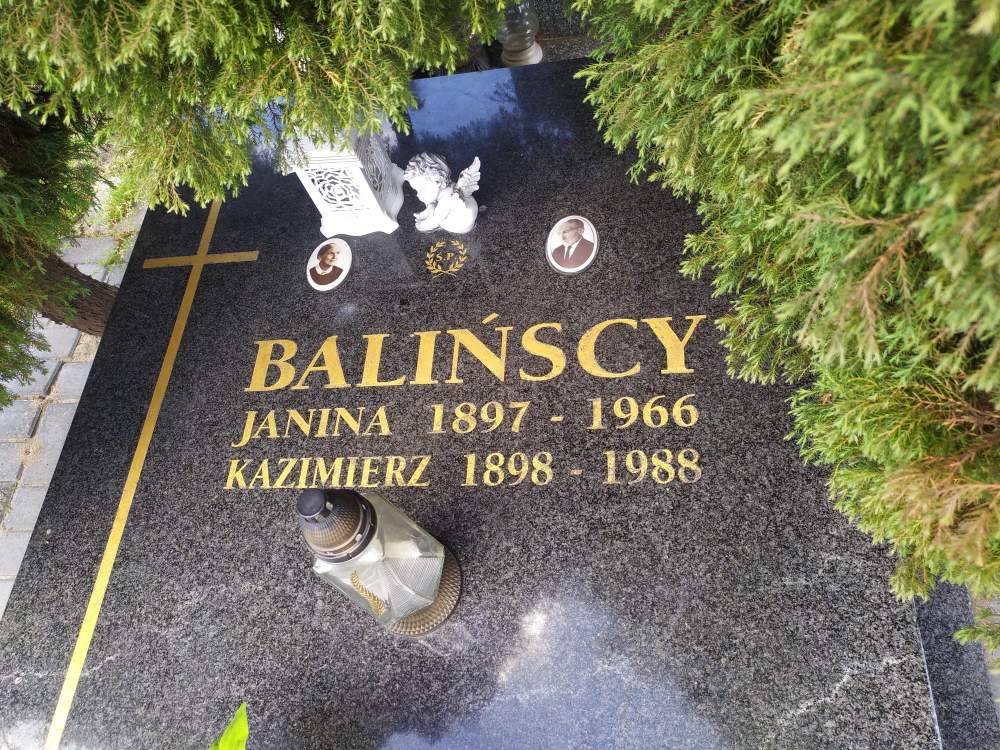 Ś.P.
BALIŃSCY
JANINA 1897 - 1966
KAZIMIERZ 1898 - 1988